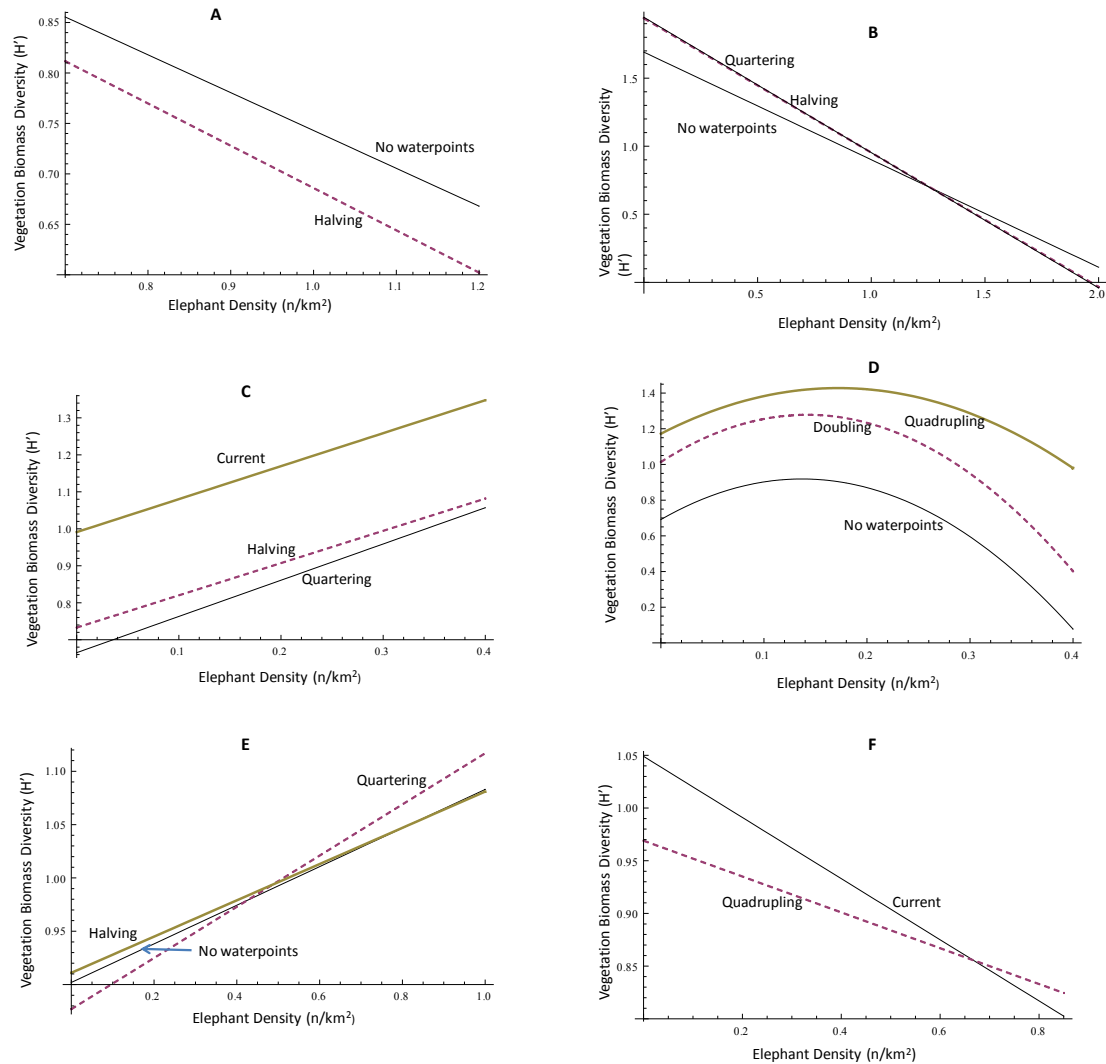 A
Vegetation Biomass Diversity (H')
0.85
0.80
0.75
0.70
0.65
No waterpoints
Halving
0.8
0.9
1.0
1.1
1.2
Elephant Density (n/km²)
B
Vegetation Biomass Diversity
(H')
1.5
1.0
0.5
Quartering
Halving
No waterpoints
0.5
1.0
1.5
2.0
Elephant Density (n/km²)
C
Vegetation Biomass Diversity (H')
1.3
1.2
1.1
1.0
0.9
0.8
Current
Halving
Quartering
0.1
0.2
0.3
0.4
Elephant Density (n/km²)
D
Vegetation Biomass Diversity (H')
1.4
1.2
1.0
0.8
0.6
0.4
0.2
Quadrupling
Doubling
No waterpoints
0.1
0.2
0.3
0.4
Elephant Density (n/km²)
E
Vegetation Biomass Diversity (H')
1.10
1.05
1.00
0.95
Quartering
Halving
No waterpoints
0.2
0.4
0.6
0.8
1.0
Elephant Density (n/km²)
F
Vegetation Biomass Diversity (H')
1.05
1.00
0.95
0.90
0.85
Quadrupling
Current
0.2
0.4
0.6
0.8
Elephant Density (n/km²)